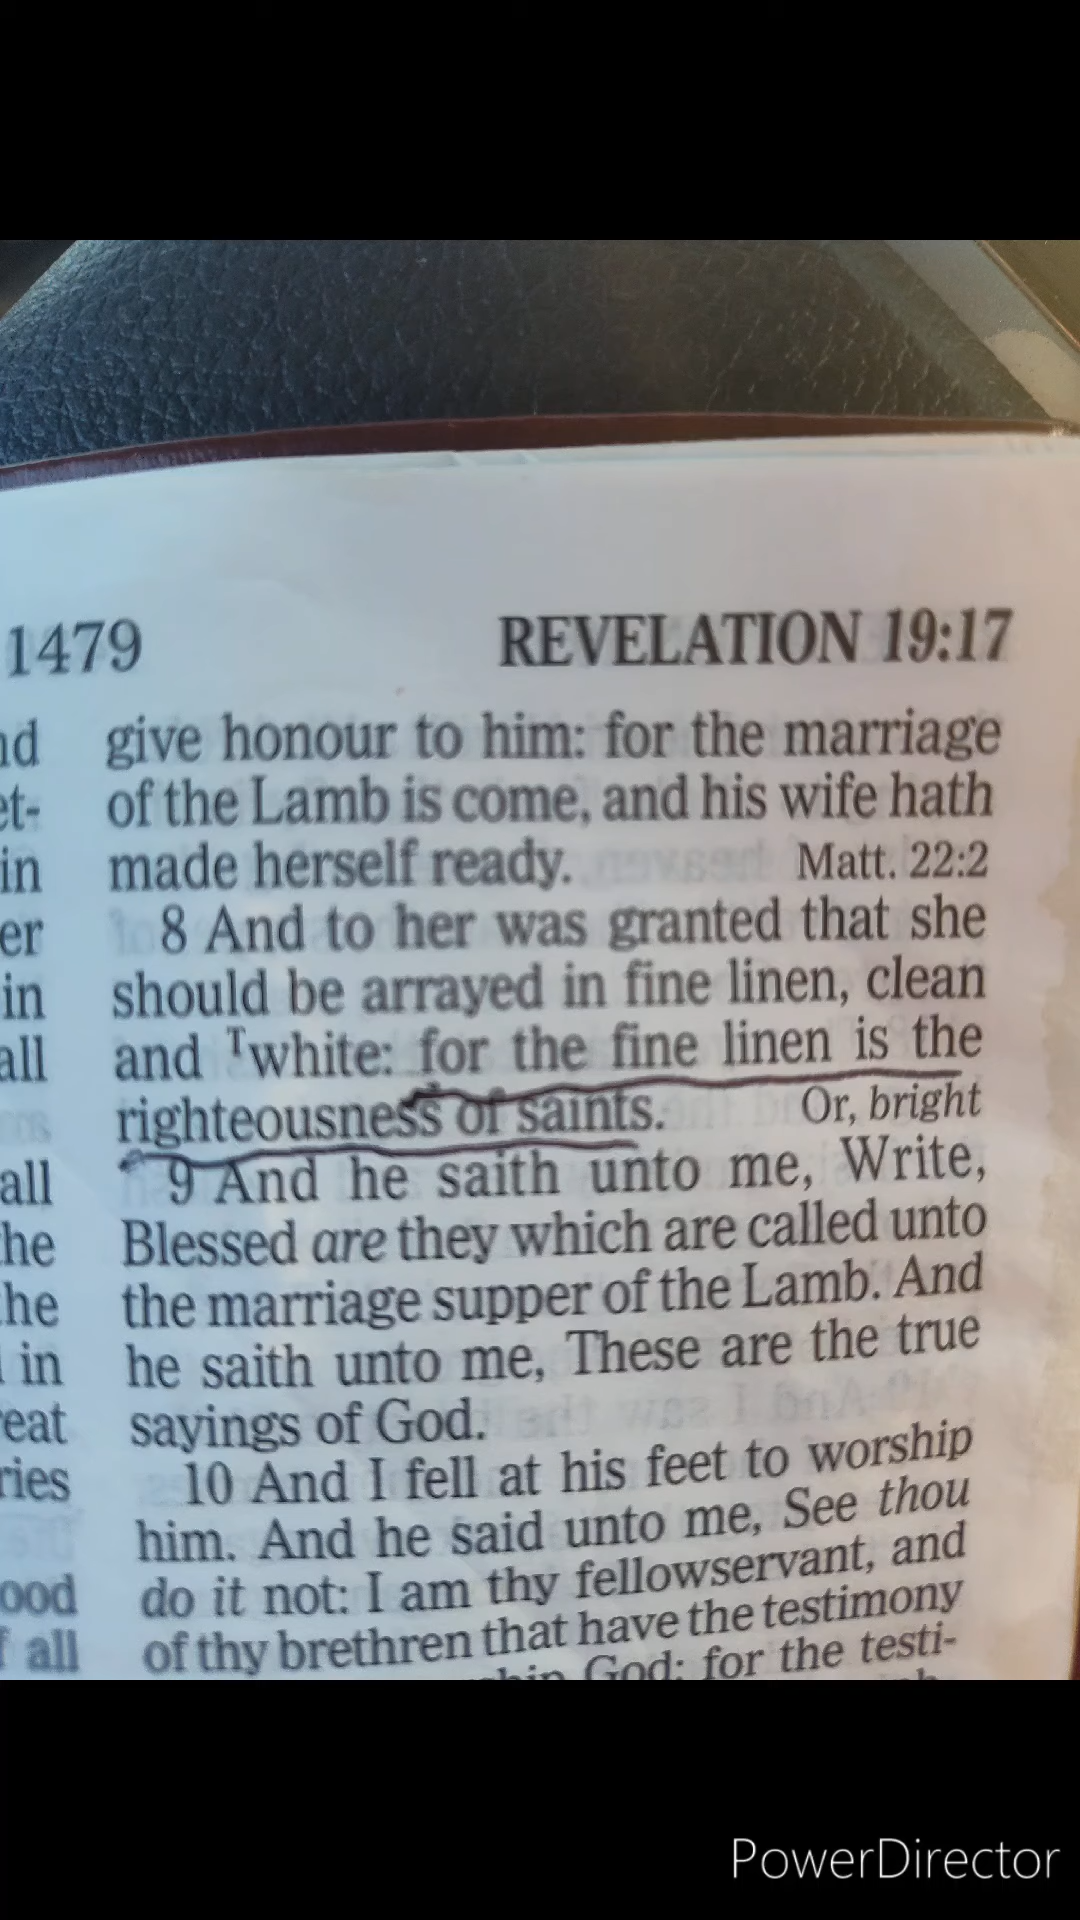 1479
REVELATION 19:17
give honour to him: for the marriage
of the Lamb is come, and his wife hath
made herself ready. Matt. 22:2
8 And to her was granted that she
should be arrayed in fine linen, clean
and ᵀwhite: for the fine linen is the
righteousness of saints. Or, bright
9 And he saith unto me, Write,
Blessed are they which are called unto
the marriage supper of the Lamb. And
he saith unto me, These are the true
sayings of God.
10 And I fell at his feet to worship
him. And he said unto me, See thou
do it not: I am thy fellowservant, and
of thy brethren that have the testimony
God: for the testi-
PowerDirector